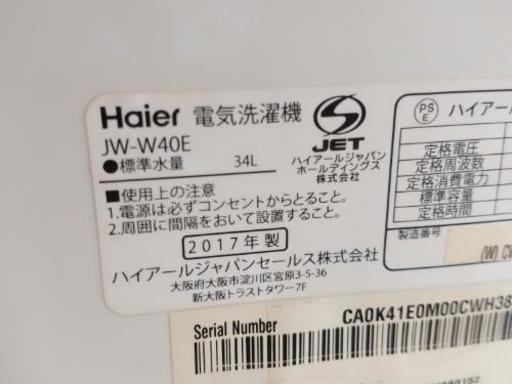 Haier 電気洗濯機
JW-W40E
●標準水量 34L
■使用上の注意
1.電源は必ずコンセントからとること。
2.周囲に間隔をおいて設置すること。
2017年製
ハイアールジャパンセールス株式会社
大阪府大阪市淀川区宮原3-5-36
新大阪トラストタワー7F
S
JET
ハイアールジャパン
ホールディングス
株式会社
PS
E
ハイアール
定格電圧
定格周波数
定格消費電力
標準容量
定格時間
製造番号
(W) CW
Serial Number
CA0K41E0M00CWH38